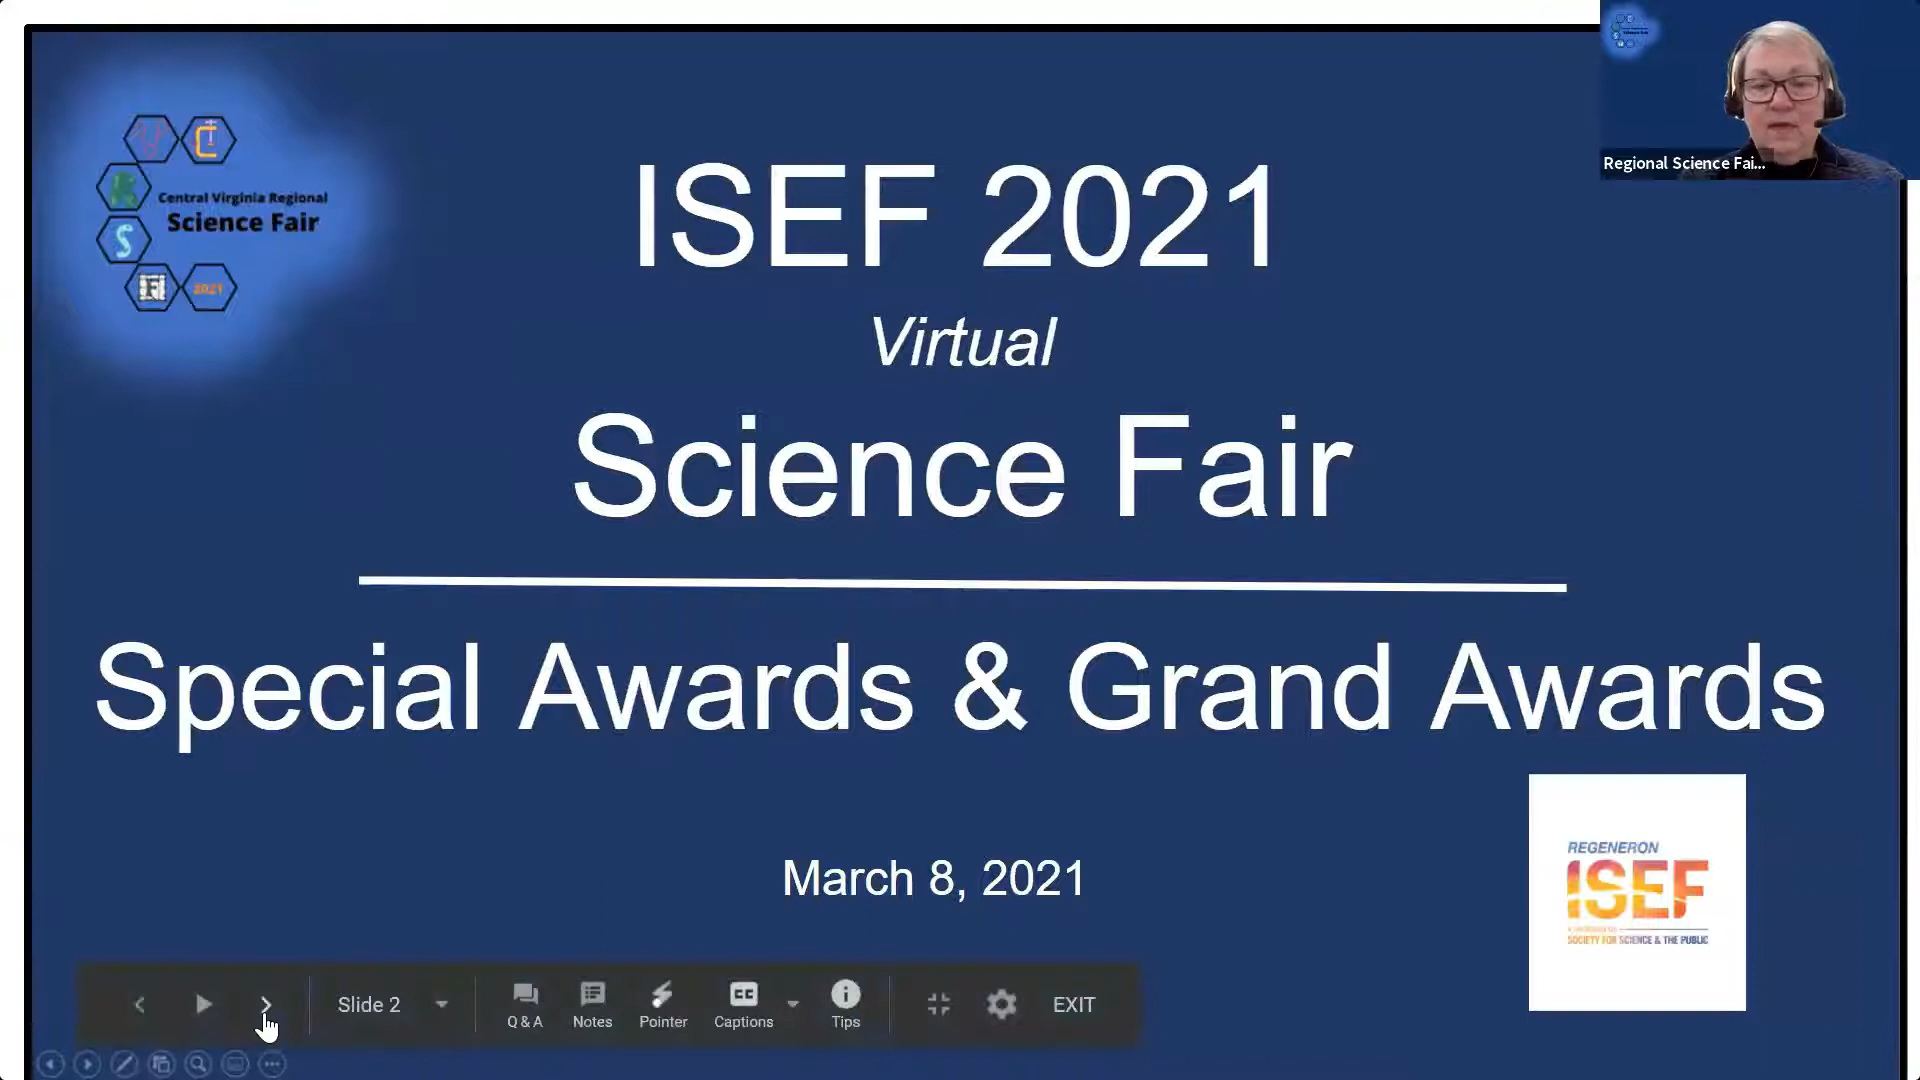 Central Virginia Regional
Science Fair
2021
ISEF 2021
Virtual
Science Fair
Special Awards & Grand Awards
March 8, 2021
Regional Science Fai...
REGENERON
ISEF
SOCIETY FOR SCIENCE & THE PUBLIC
Slide 2
Q & A
Notes
Pointer
CC
Captions
Tips
EXIT